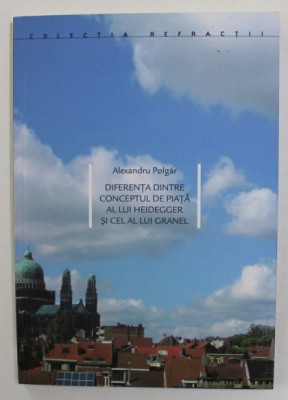 COLECȚIA REFRACȚII
Alexandru Polgár
DIFERENȚA DINTRE
CONCEPTUL DE PIAȚĂ
AL LUI HEIDEGGER
ȘI CEL AL LUI GRANEL